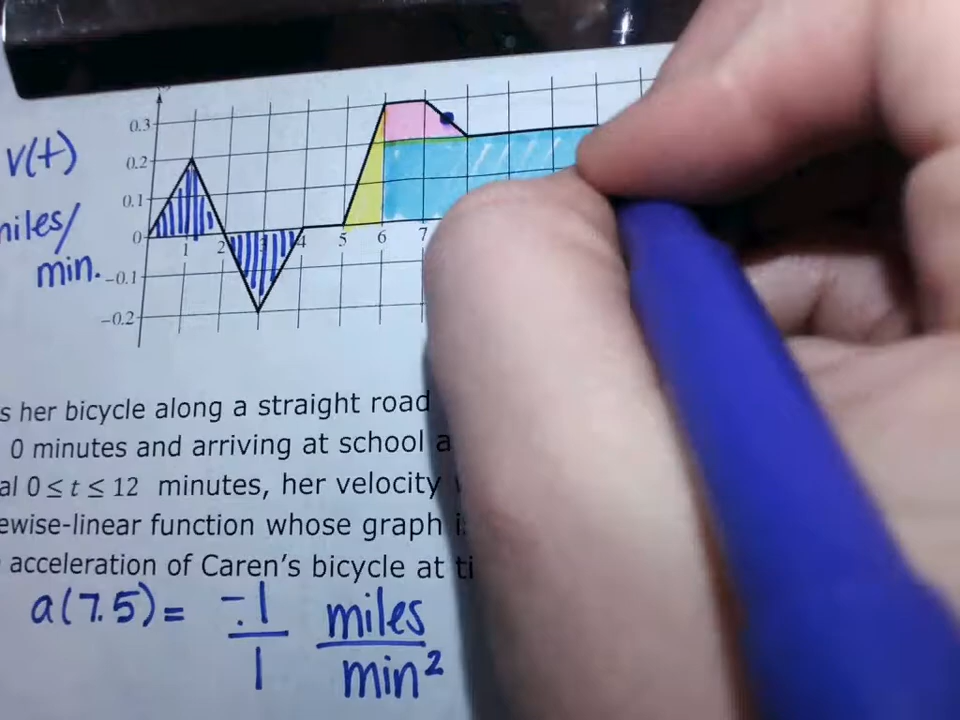 0.3
v(t)
0.2
0.1
miles/
0
1 2 4 5 6 7
min.
-0.1
-0.2
s her bicycle along a straight road
0 minutes and arriving at school a
al 0 ≤ t ≤ 12 minutes, her velocity
ewise-linear function whose graph i
acceleration of Caren's bicycle at ti
a(7.5) = -.1/1 miles/min²